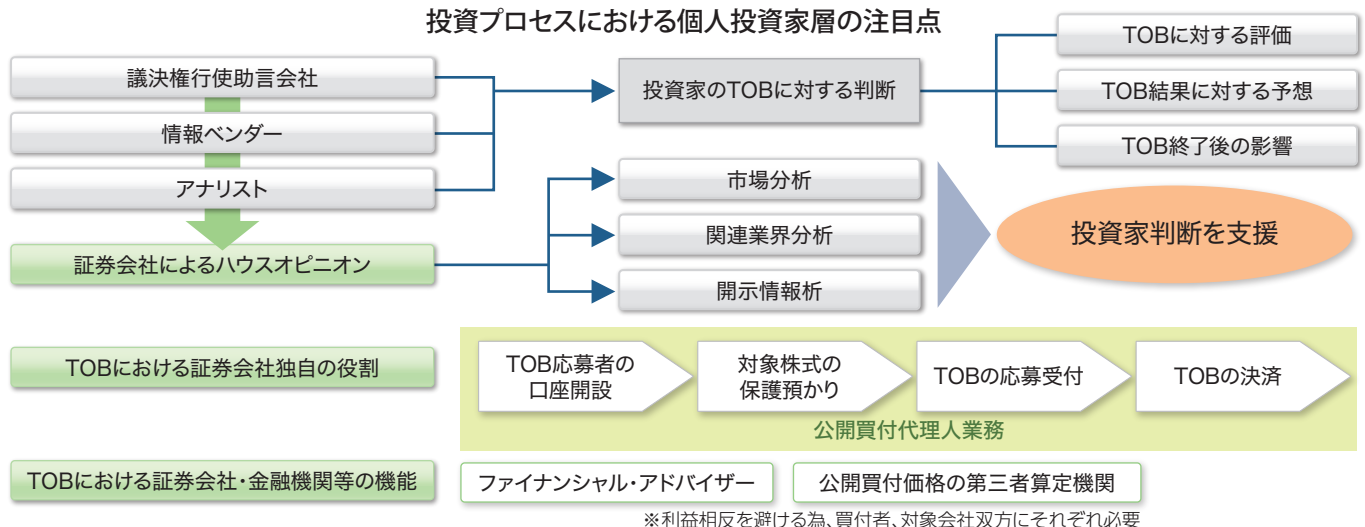 投資プロセスにおける個人投資家層の注目点
議決権行使助言会社
情報ベンダー
アナリスト
証券会社によるハウスオピニオン
投資家のTOBに対する判断
TOBに対する評価
TOB結果に対する予想
TOB終了後の影響
市場分析
関連業界分析
開示情報析
投資家判断を支援
TOBにおける証券会社独自の役割
TOB応募者の
口座開設
対象株式の
保護預かり
TOBの応募受付
TOBの決済
公開買付代理人業務
TOBにおける証券会社・金融機関等の機能
ファイナンシャル・アドバイザー
公開買付価格の第三者算定機関
※利益相反を避ける為、買付者、対象会社双方にそれぞれ必要